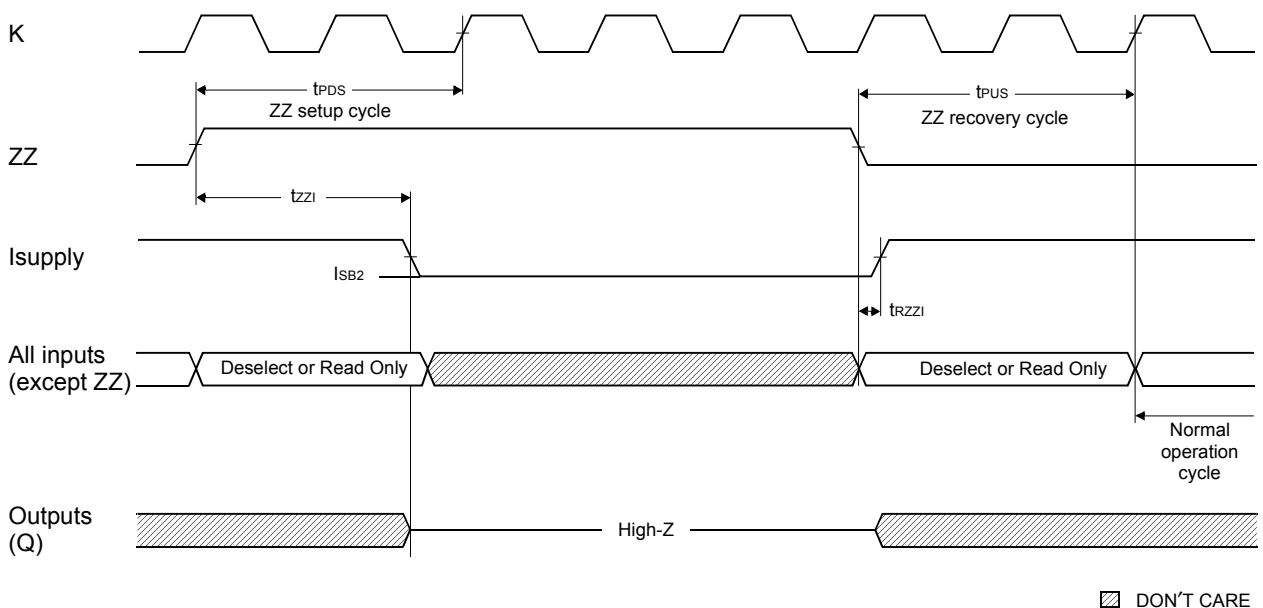 K
tPDS
ZZ setup cycle
tPUS
ZZ recovery cycle
ZZ
tZZI
Isupply
ISB2
tRZZI
All inputs
(except ZZ)
Deselect or Read Only
Deselect or Read Only
Normal
operation
cycle
Outputs
(Q)
High-Z
DON′T CARE